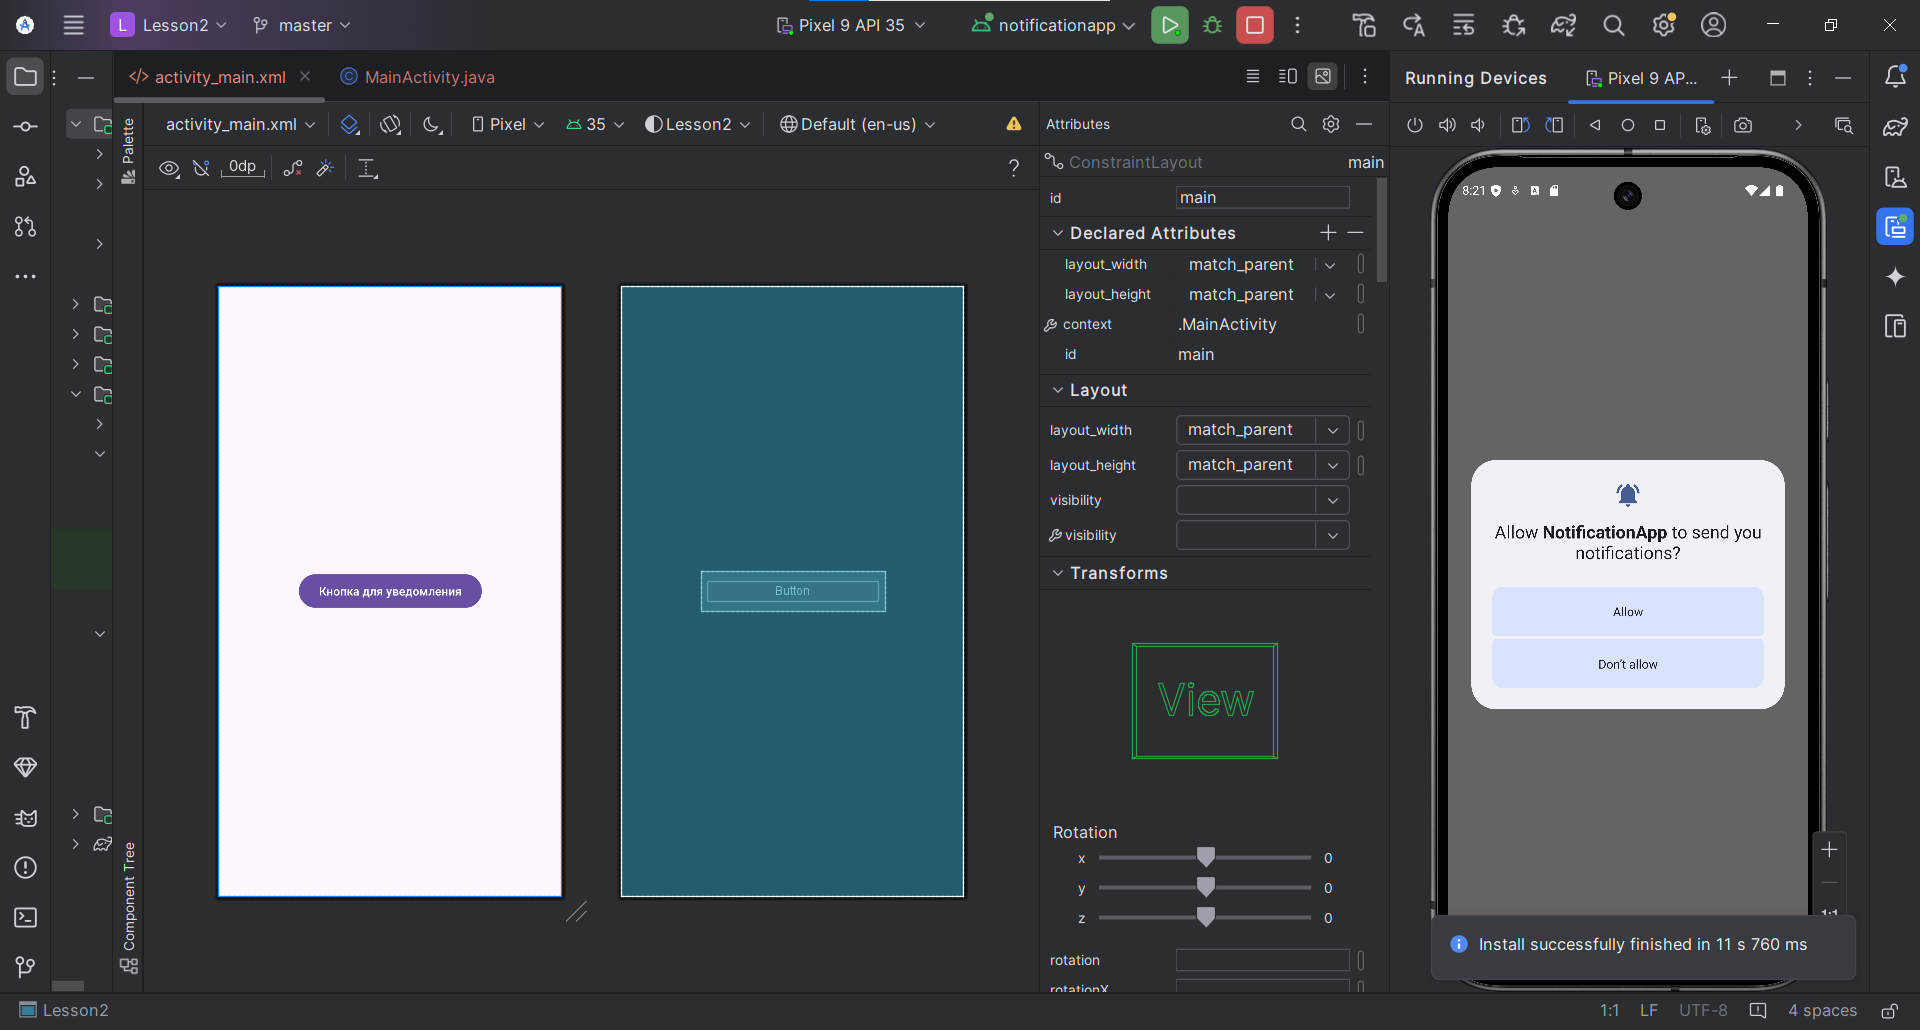 L Lesson2
master
Pixel 9 API 35
notificationapp
activity_main.xml
MainActivity.java
Running Devices
Pixel 9 AP...
Palette
activity_main.xml
Pixel
35
Lesson2
Default (en-us)
0dp
?
Attributes
ConstraintLayout
main
id
main
Declared Attributes
layout_width
match_parent
layout_height
match_parent
context
.MainActivity
id
main
Layout
layout_width
match_parent
layout_height
match_parent
visibility
visibility
Transforms
View
Rotation
x
0
y
0
z
0
rotation
rotationX
Кнопка для уведомления
Button
Component Tree
8:21
Allow NotificationApp to send you
notifications?
Allow
Don't allow
1:1
Install successfully finished in 11 s 760 ms
Lesson2
1:1
LF
UTF-8
4 spaces